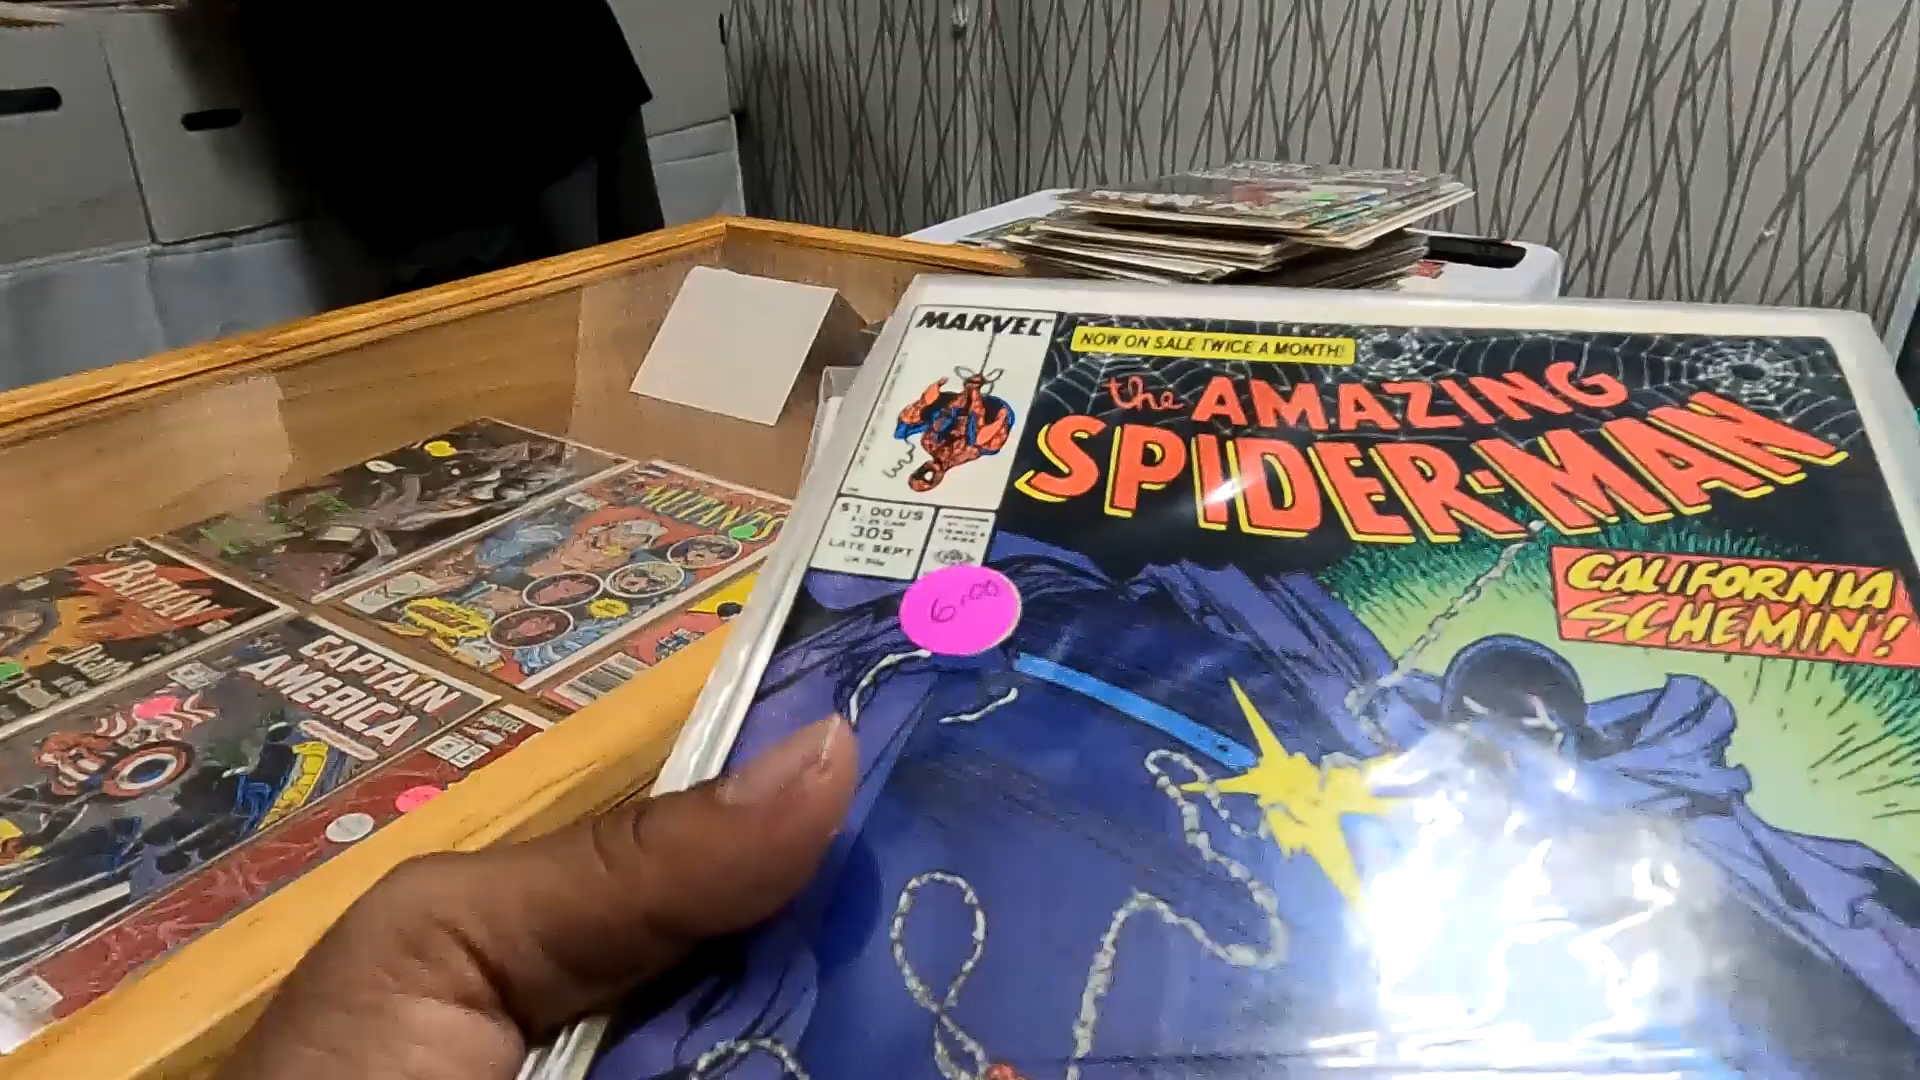 MARVEL
NOW ON SALE TWICE A MONTH!
the AMAZING
SPIDER-MAN
$1.00 US
305
LATE SEPT
CALIFORNIA
SCHEMIN'!
6.00
MUTANTS
BATMAN
CAPTAIN
AMERICA